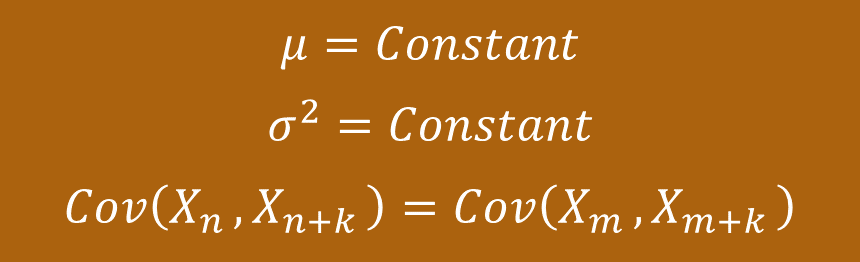 μ = Constant
σ² = Constant
Cov(Xₙ, Xₙ₊ₖ) = Cov(Xₘ, Xₘ₊ₖ)